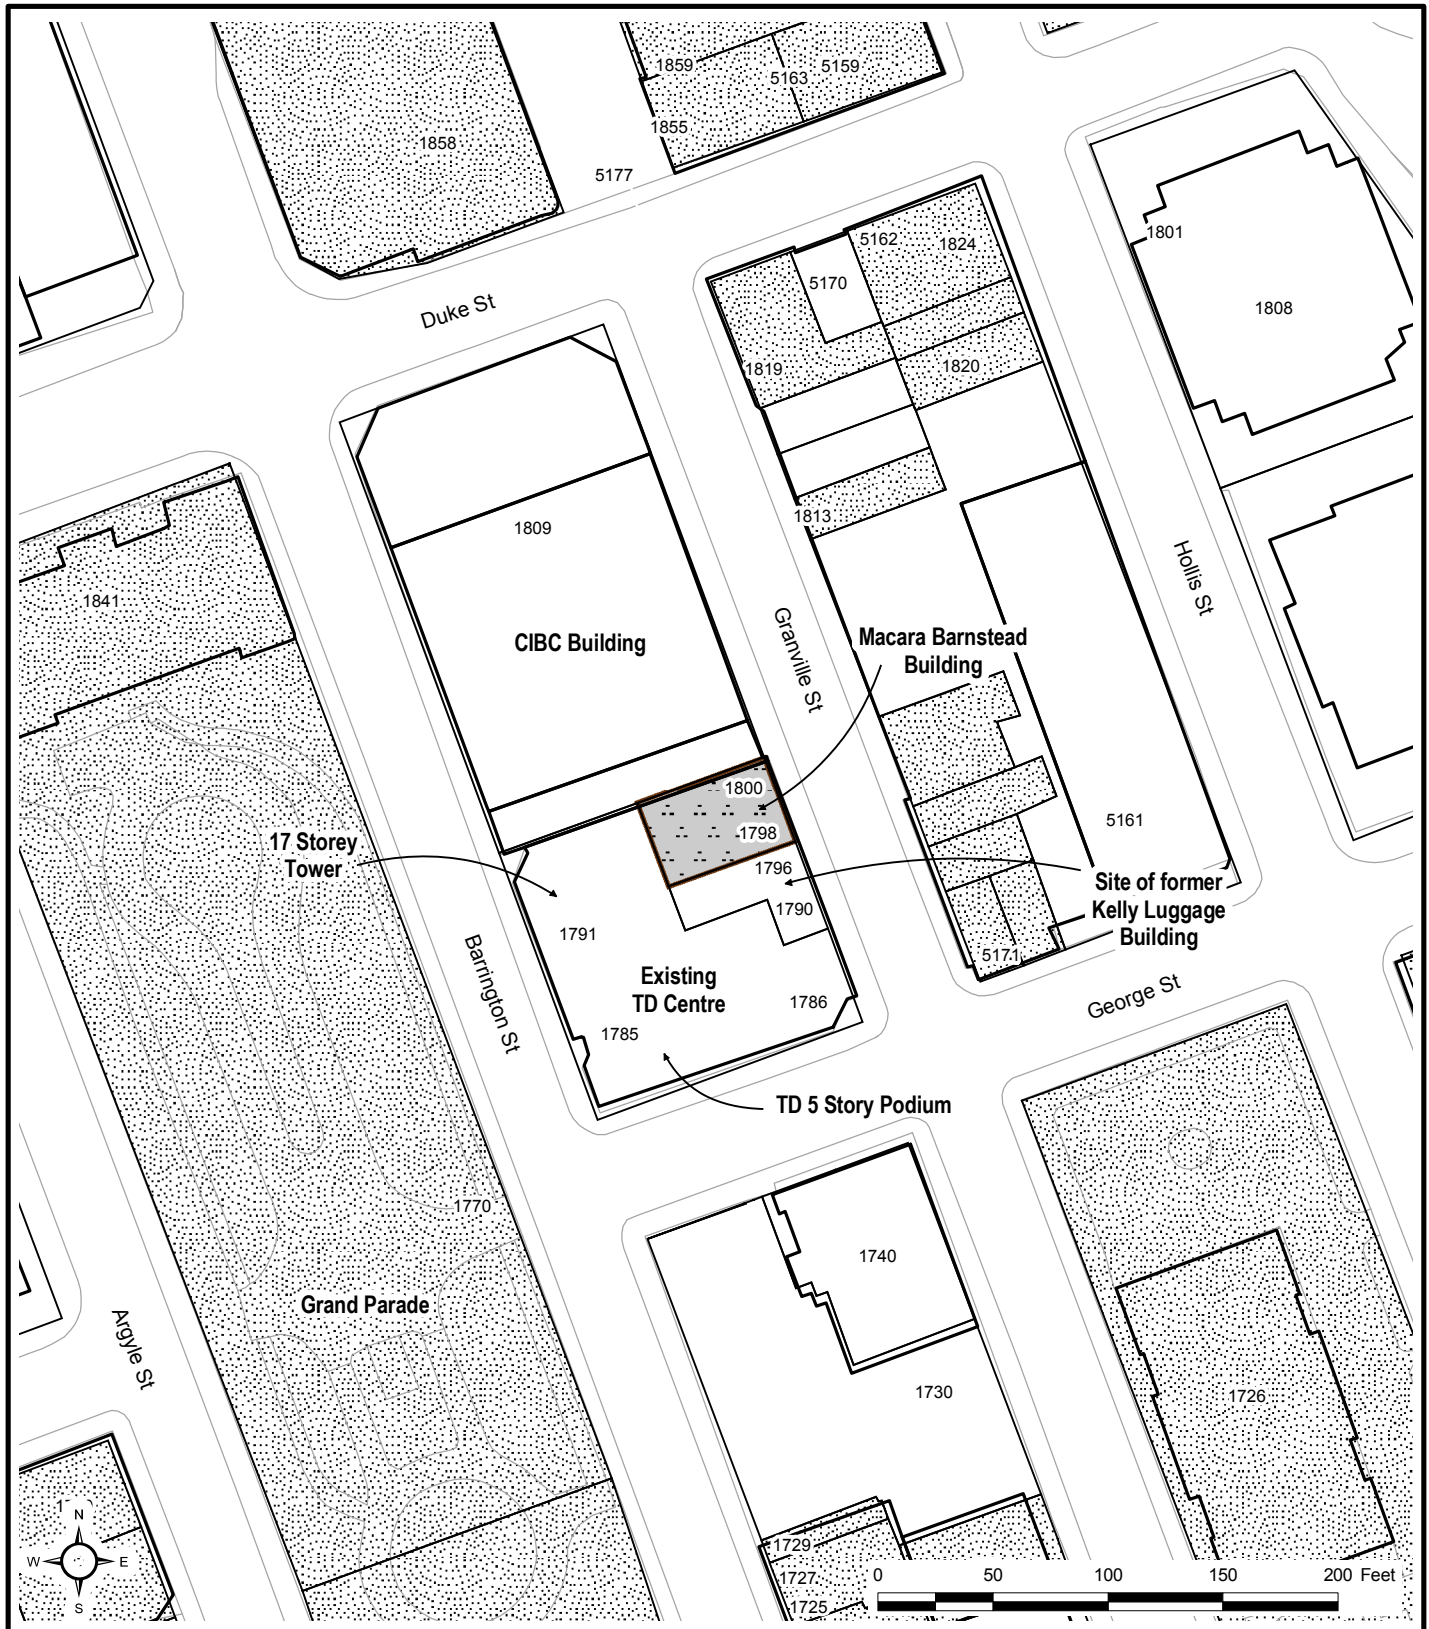 1859
5163
5159
1855
1858
5177
1801
5162
1824
5170
1808
Duke St
1819
1820
1813
1809
Hollis St
1841
CIBC Building
Granville St
Macara Barnstead
Building
1800
1798
17 Storey
Tower
1796
5161
Site of former
Kelly Luggage
Building
1790
1791
Barrington St
Existing
TD Centre
1786
1785
5171
George St
TD 5 Story Podium
1770
1740
Grand Parade
Argyle St
1730
1726
N
W
E
S
1729
1727
1725
0 50 100 150 200 Feet